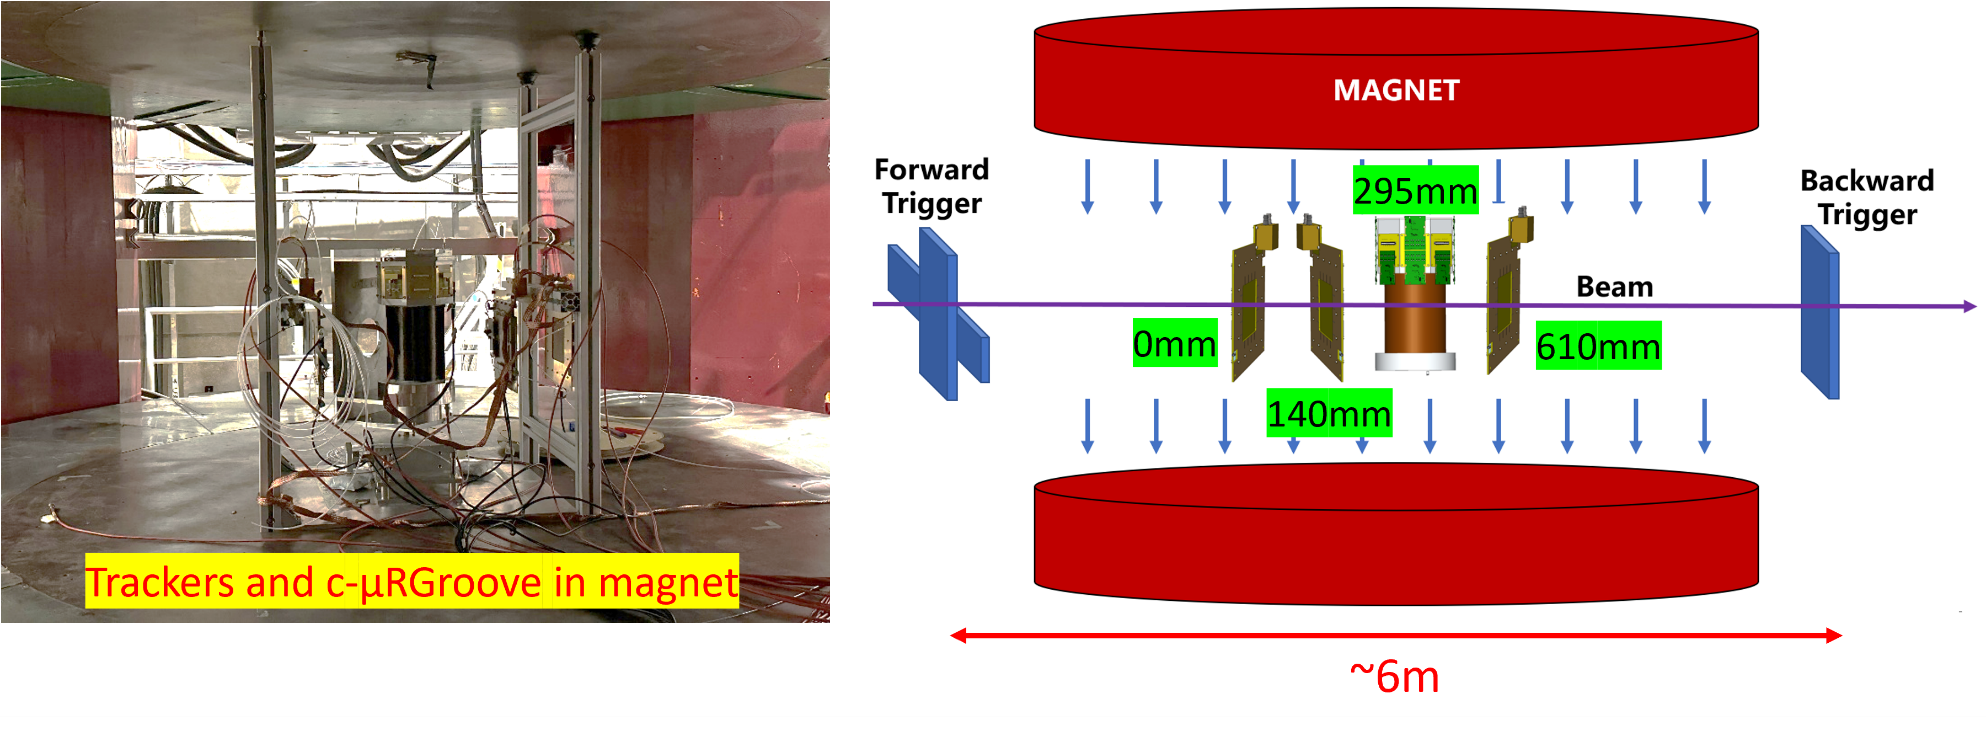 Trackers and c-µRGroove in magnet
MAGNET
Forward
Trigger
295mm
Backward
Trigger
Beam
0mm
610mm
140mm
~6m